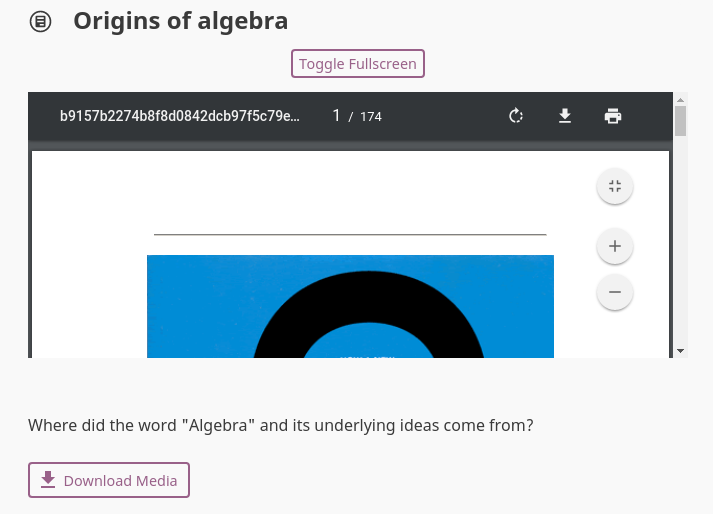 Origins of algebra
Toggle Fullscreen
b9157b2274b8f8d0842dcb97f5c79e... 1 / 174
Where did the word "Algebra" and its underlying ideas come from?
Download Media